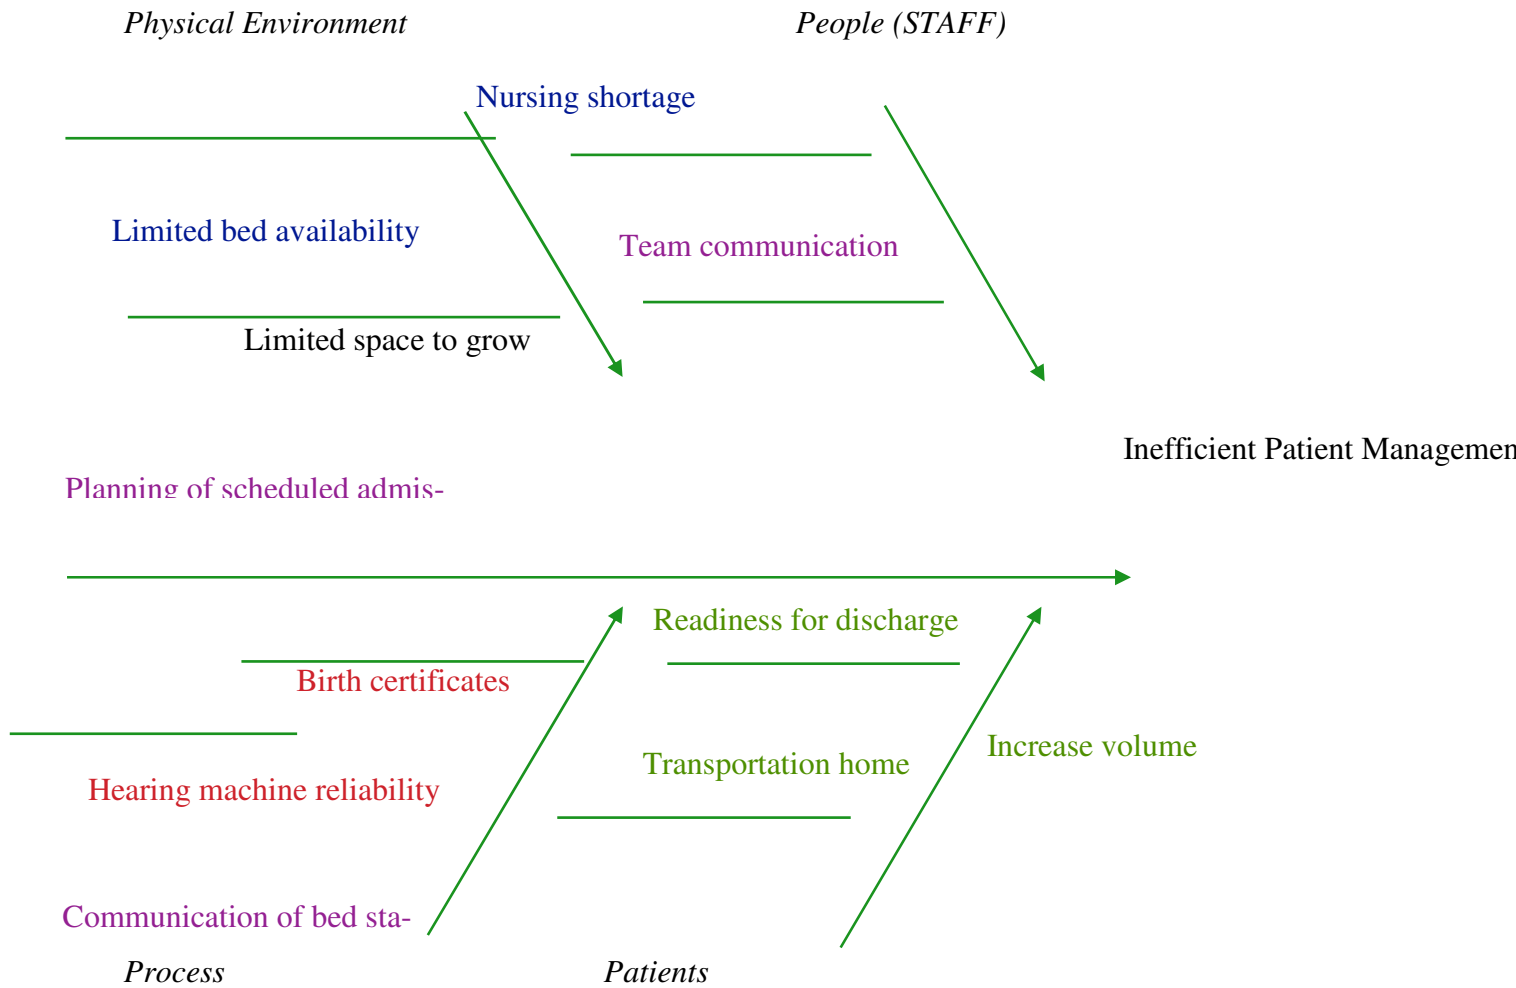 Physical Environment
People (STAFF)
Nursing shortage
Limited bed availability
Team communication
Limited space to grow
Inefficient Patient Managemen
Planning of scheduled admis-
Readiness for discharge
Birth certificates
Increase volume
Transportation home
Hearing machine reliability
Communication of bed sta-
Process
Patients